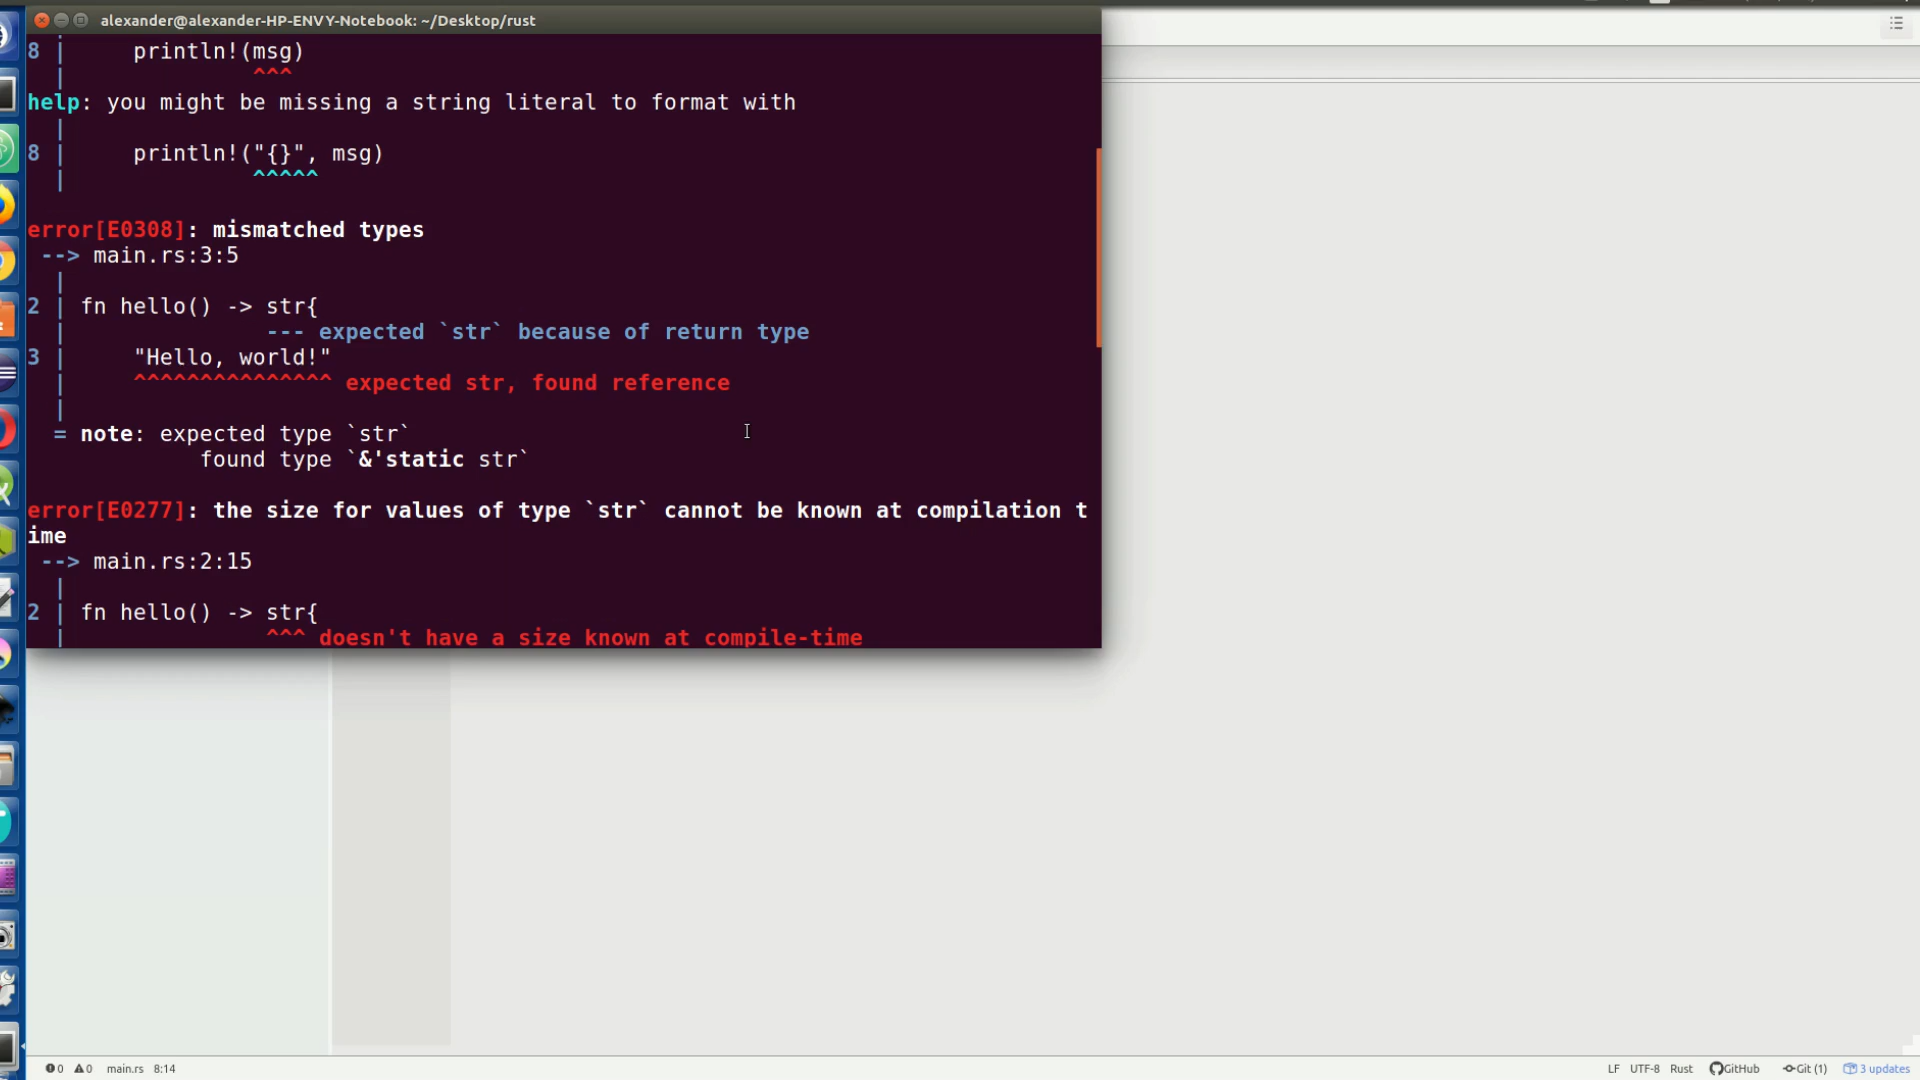 alexander@alexander-HP-ENVY-Notebook: ~/Desktop/rust
8 |     println!(msg)
  |              ^^^
help: you might be missing a string literal to format with
  |
8 |     println!("{}", msg)
  |              ^^^^^
  |
error[E0308]: mismatched types
 --> main.rs:3:5
  |
2 | fn hello() -> str{
  |               --- expected `str` because of return type
3 |     "Hello, world!"
  |     ^^^^^^^^^^^^^^^ expected str, found reference
  |
  = note: expected type `str`
             found type `&'static str`
error[E0277]: the size for values of type `str` cannot be known at compilation t
ime
 --> main.rs:2:15
  |
2 | fn hello() -> str{
  |               ^^^ doesn't have a size known at compile-time
0 0 main.rs 8:14 LF UTF-8 Rust GitHub Git (1) 3 updates